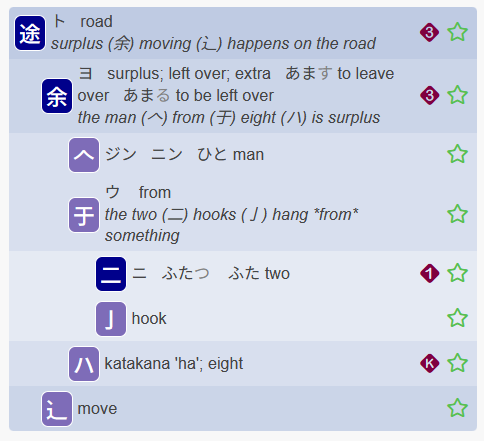 途 ト road 3
surplus (余) moving (⻌) happens on the road
余 ヨ surplus; left over; extra あます to leave 3
over あまる to be left over
the man (𠆢) from (于) eight (ハ) is surplus
𠆢 ジン ニン ひと man
于 ウ from
the two (二) hooks (亅) hang *from*
something
二 ニ ふたつ ふた two 1
亅 hook
ハ katakana 'ha'; eight K
⻌ move